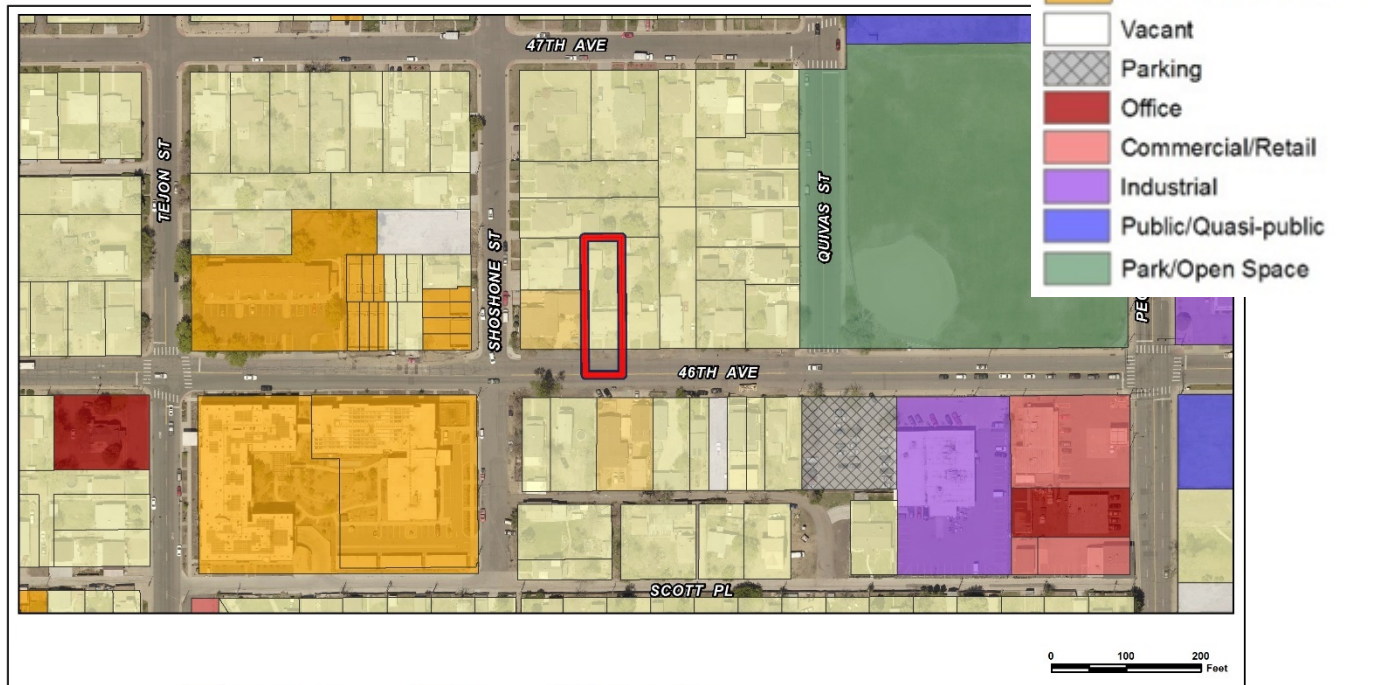 47TH AVE
TEJON ST
SHOSHONE ST
QUIVAS ST
46TH AVE
SCOTT PL
Vacant
Parking
Office
Commercial/Retail
Industrial
Public/Quasi-public
Park/Open Space
0 100 200
Feet